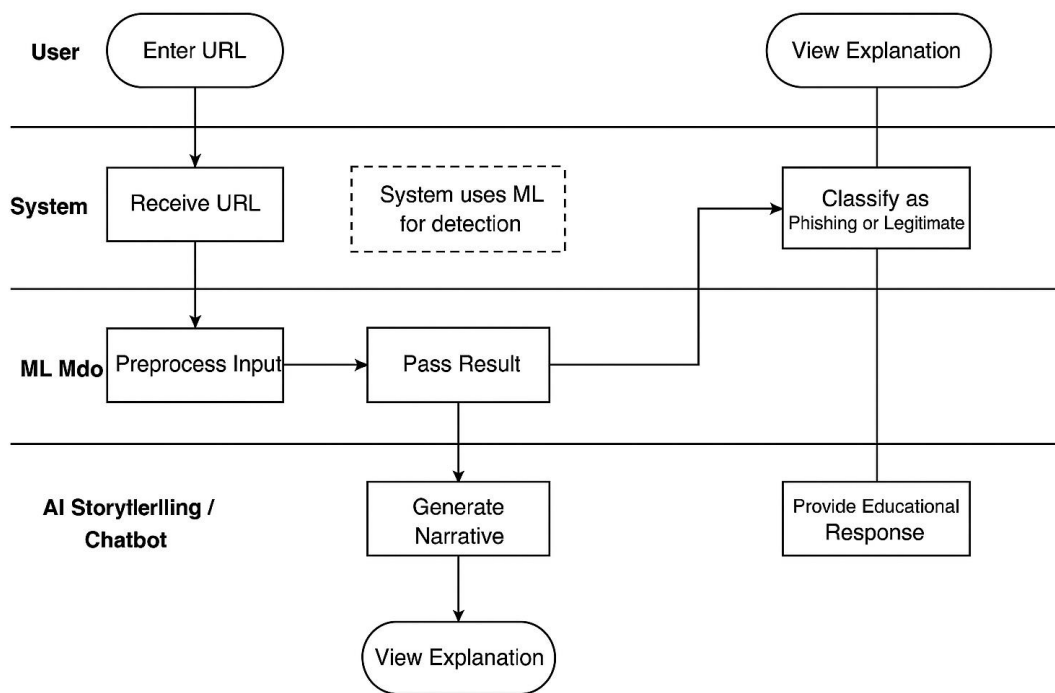 User
Enter URL
View Explanation
System
Receive URL
System uses ML
for detection
Classify as
Phishing or Legitimate
ML Mdo
Preprocess Input
Pass Result
AI Storytlerlling /
Chatbot
Generate
Narrative
Provide Educational
Response
View Explanation